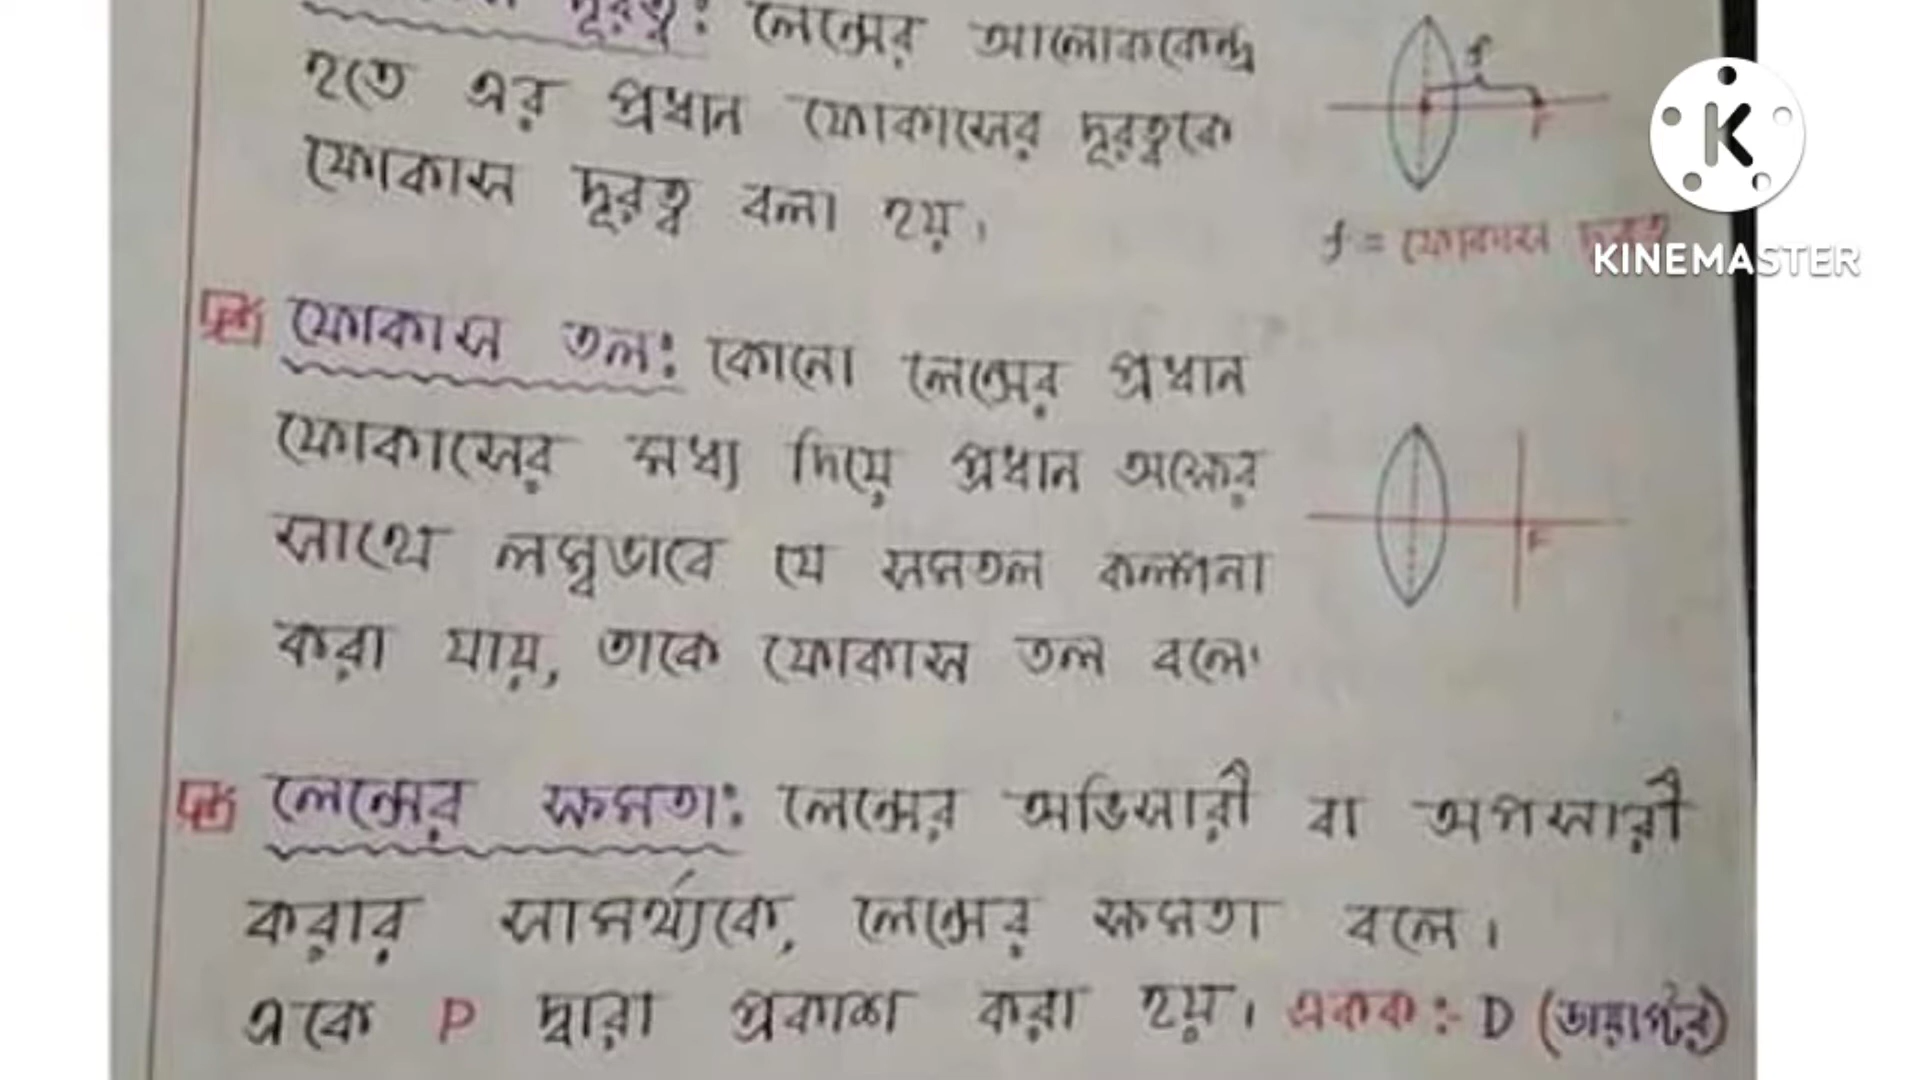 দূরত্ব: লেন্সের আলোককেন্দ্র
হতে এর প্রধান ফোকাসের দূরত্বকে
ফোকাস দূরত্ব বলা হয়।
f
F
f = ফোকাস দূরত্ব
KINEMASTER
ফোকাস তল: কোনো লেন্সের প্রধান
ফোকাসের মধ্য দিয়ে প্রধান অক্ষের
সাথে লম্বভাবে যে সমতল কল্পনা
করা যায়, তাকে ফোকাস তল বলে।
F
লেন্সের ক্ষমতা: লেন্সের অভিসারী বা অপসারী
করার সামর্থ্যকে, লেন্সের ক্ষমতা বলে।
একে P দ্বারা প্রকাশ করা হয়। একক:- D (ডায়াপ্টর)